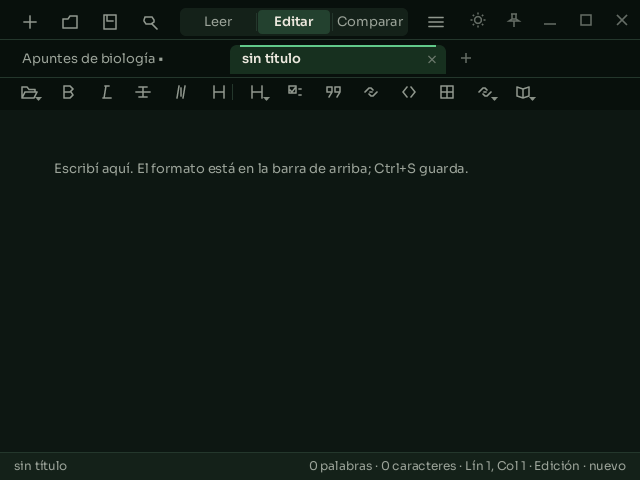 Leer Editar Comparar
Apuntes de biología •
sin título
Escribí aquí. El formato está en la barra de arriba; Ctrl+S guarda.
sin título
0 palabras · 0 caracteres · Lín 1, Col 1 · Edición · nuevo